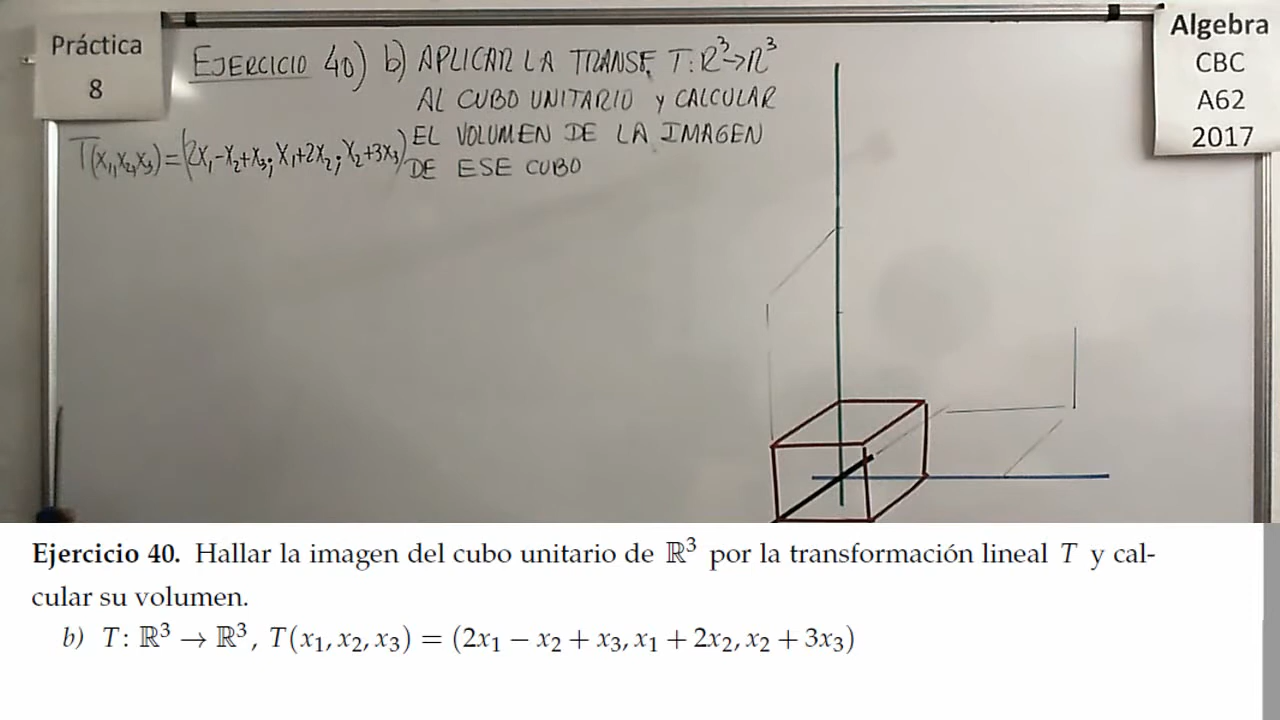 Práctica
8
EJERCICIO 40) b) APLICAR LA TRANSF. T: ℝ³→ℝ³
AL CUBO UNITARIO Y CALCULAR
EL VOLUMEN DE LA IMAGEN
DE ESE CUBO
T(x₁,x₂,x₃)=(2x₁-x₂+x₃; x₁+2x₂; x₂+3x₃)
Algebra
CBC
A62
2017
Ejercicio 40. Hallar la imagen del cubo unitario de ℝ³ por la transformación lineal T y cal-
cular su volumen.
b) T: ℝ³ → ℝ³, T(x₁, x₂, x₃) = (2x₁ − x₂ + x₃, x₁ + 2x₂, x₂ + 3x₃)